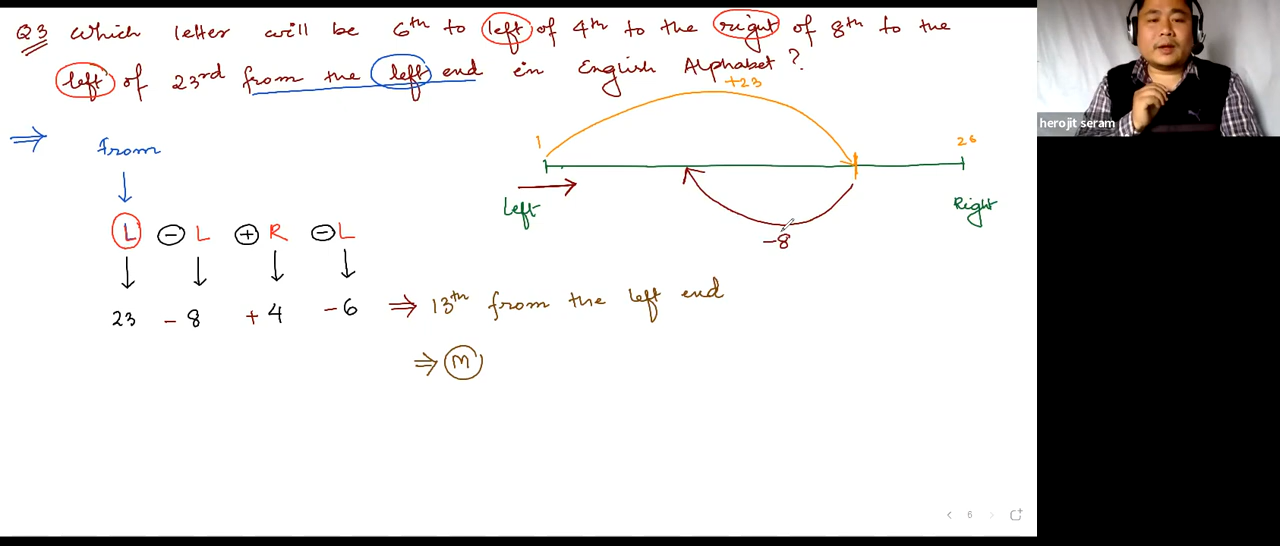 Q3 Which letter will be 6th to left of 4th to the right of 8th to the
left of 23rd from the left end in English Alphabet?
+23
⇒ from
1
26
Left
Right
L - L + R - L
-8
23 - 8 + 4 - 6 ⇒ 13th from the left end
⇒ M
herojit seram
6